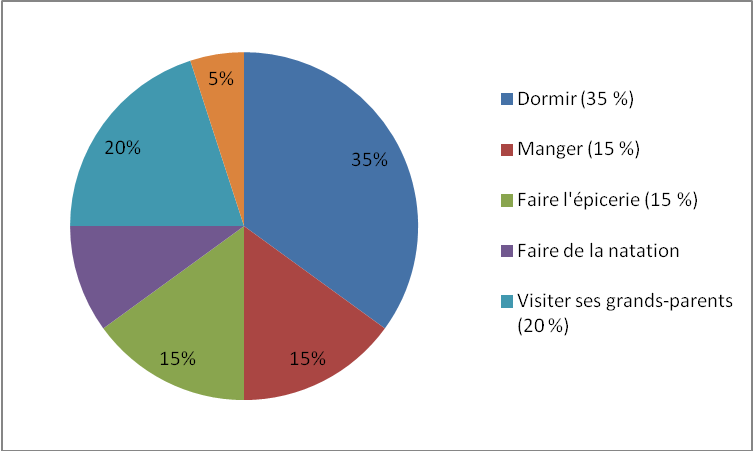 5%
20%
35%
15%
15%
Dormir (35 %)
Manger (15 %)
Faire l'épicerie (15 %)
Faire de la natation
Visiter ses grands-parents
(20 %)